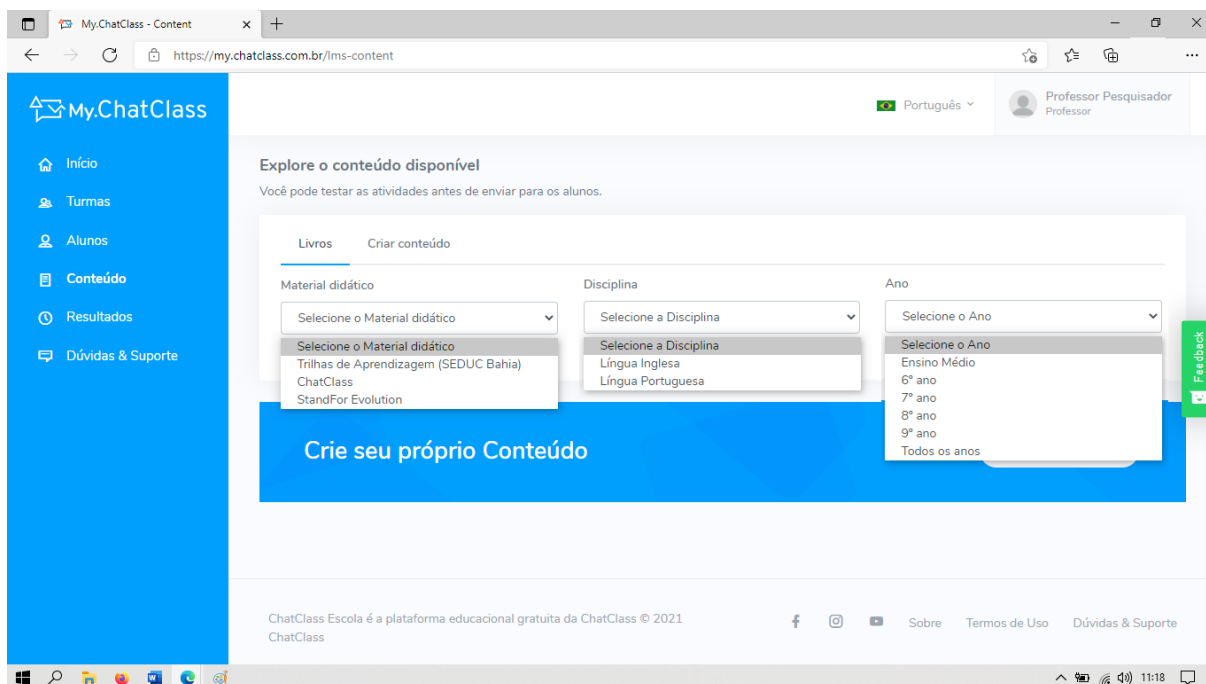 My.ChatClass - Content
https://my.chatclass.com.br/lms-content
My.ChatClass
Português
Professor Pesquisador
Professor
Início
Turmas
Alunos
Conteúdo
Resultados
Dúvidas & Suporte
Explore o conteúdo disponível
Você pode testar as atividades antes de enviar para os alunos.
Livros Criar conteúdo
Material didático
Selecione o Material didático
Selecione o Material didático
Trilhas de Aprendizagem (SEDUC Bahia)
ChatClass
StandFor Evolution
Disciplina
Selecione a Disciplina
Selecione a Disciplina
Língua Inglesa
Língua Portuguesa
Ano
Selecione o Ano
Selecione o Ano
Ensino Médio
6° ano
7° ano
8° ano
9° ano
Todos os anos
Feedback
Crie seu próprio Conteúdo
ChatClass Escola é a plataforma educacional gratuita da ChatClass © 2021
ChatClass
Sobre Termos de Uso Dúvidas & Suporte
11:18